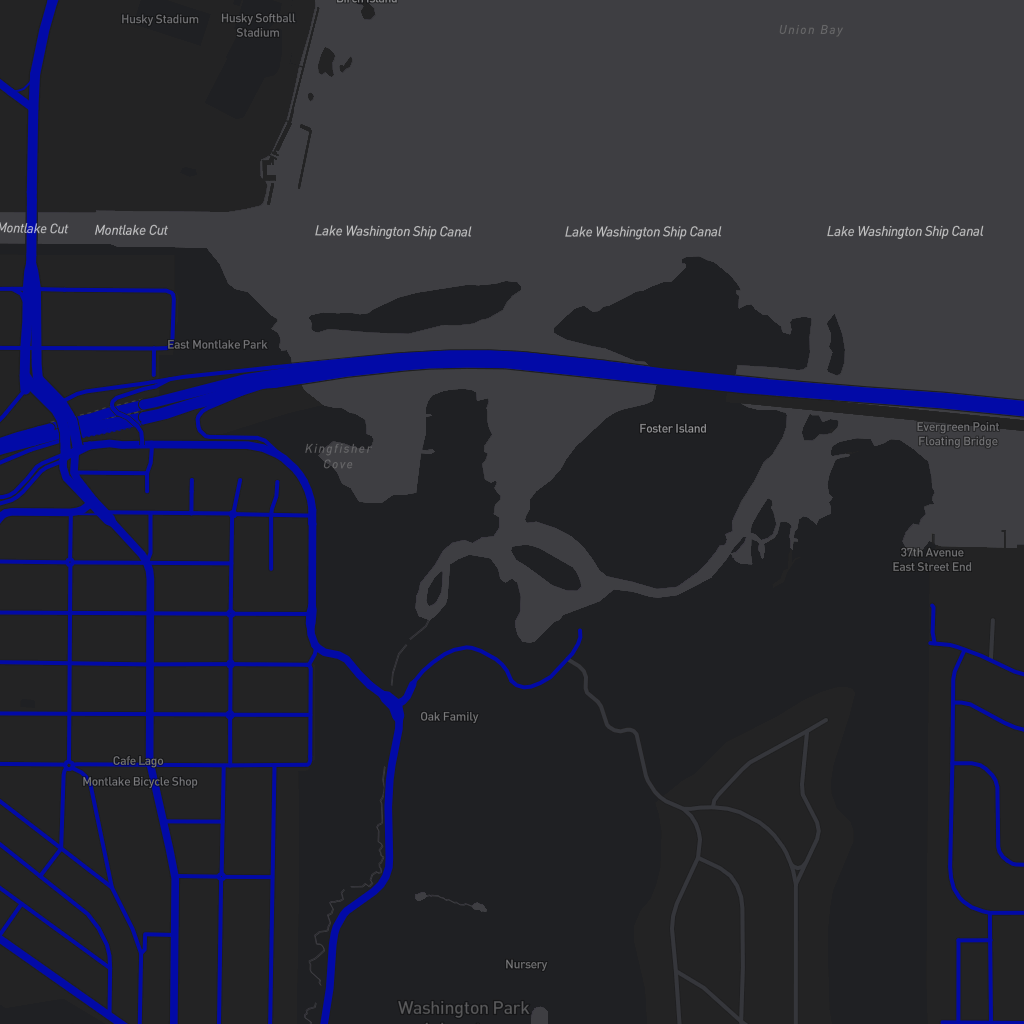 Birch Island
Husky Stadium
Husky Softball
Stadium
Union Bay
Montlake Cut
Montlake Cut
Lake Washington Ship Canal
Lake Washington Ship Canal
Lake Washington Ship Canal
East Montlake Park
Kingfisher
Cove
Foster Island
Evergreen Point
Floating Bridge
37th Avenue
East Street End
Oak Family
Cafe Lago
Montlake Bicycle Shop
Nursery
Washington Park